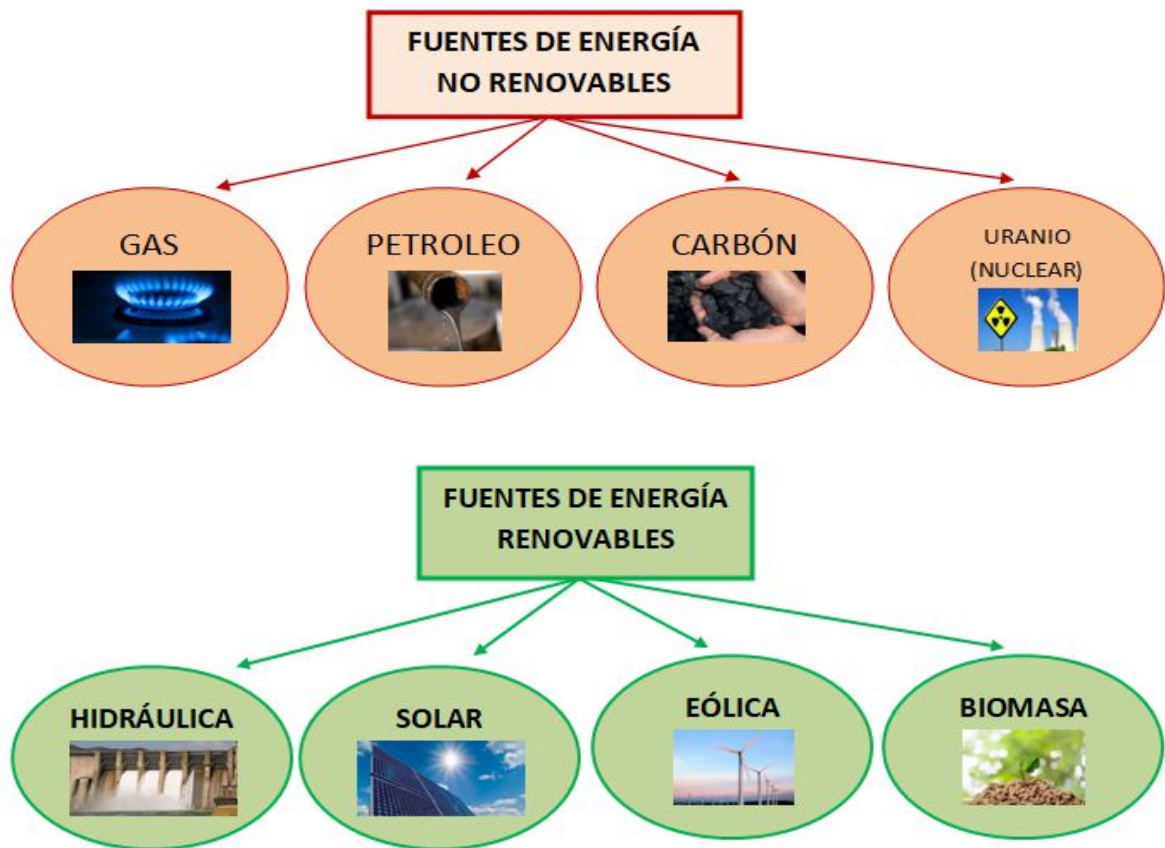 FUENTES DE ENERGÍA
NO RENOVABLES
GAS
PETROLEO
CARBÓN
URANIO
(NUCLEAR)
FUENTES DE ENERGÍA
RENOVABLES
HIDRÁULICA
SOLAR
EÓLICA
BIOMASA